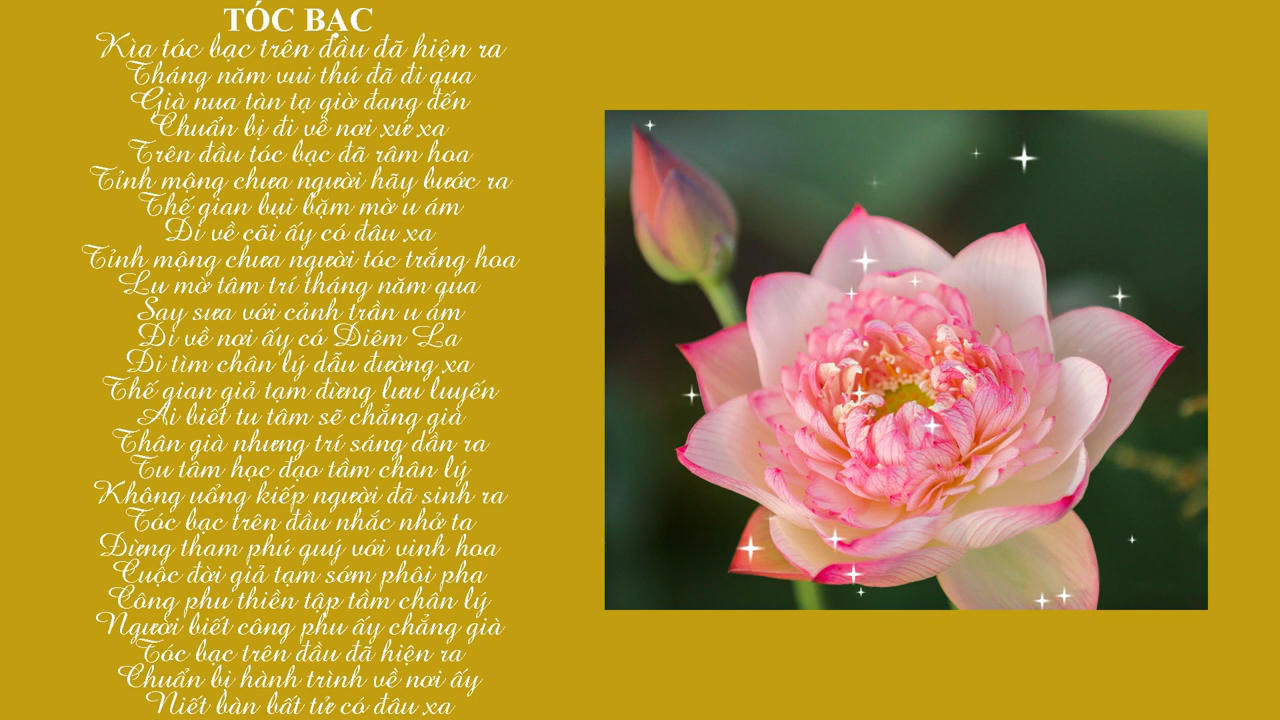 TÓC BẠC
Kìa tóc bạc trên đầu đã hiện ra
Tháng năm vui thú đã đi qua
Già nua tàn tạ giờ đang đến
Chuẩn bị đi về nơi xứ xa
Trên đầu tóc bạc đã râm hoa
Tỉnh mộng chưa người hãy bước ra
Thế gian bụi bặm mờ u ám
Đi về cõi ấy có đâu xa
Tỉnh mộng chưa người tóc trắng hoa
Lu mờ tâm trí tháng năm qua
Say sưa với cảnh trần u ám
Đi về nơi ấy có Diêm La
Đi tìm chân lý dẫu đường xa
Thế gian giả tạm đừng lưu luyến
Ai biết tu tâm sẽ chẳng già
Thân già nhưng trí sáng dần ra
Tu tâm học đạo tầm chân lý
Không uổng kiếp người đã sinh ra
Tóc bạc trên đầu nhắc nhở ta
Đừng tham phú quý với vinh hoa
Cuộc đời giả tạm sớm phôi pha
Công phu thiền tập tầm chân lý
Người biết công phu ấy chẳng già
Tóc bạc trên đầu đã hiện ra
Chuẩn bị hành trình về nơi ấy
Niết bàn bất tử có đâu xa